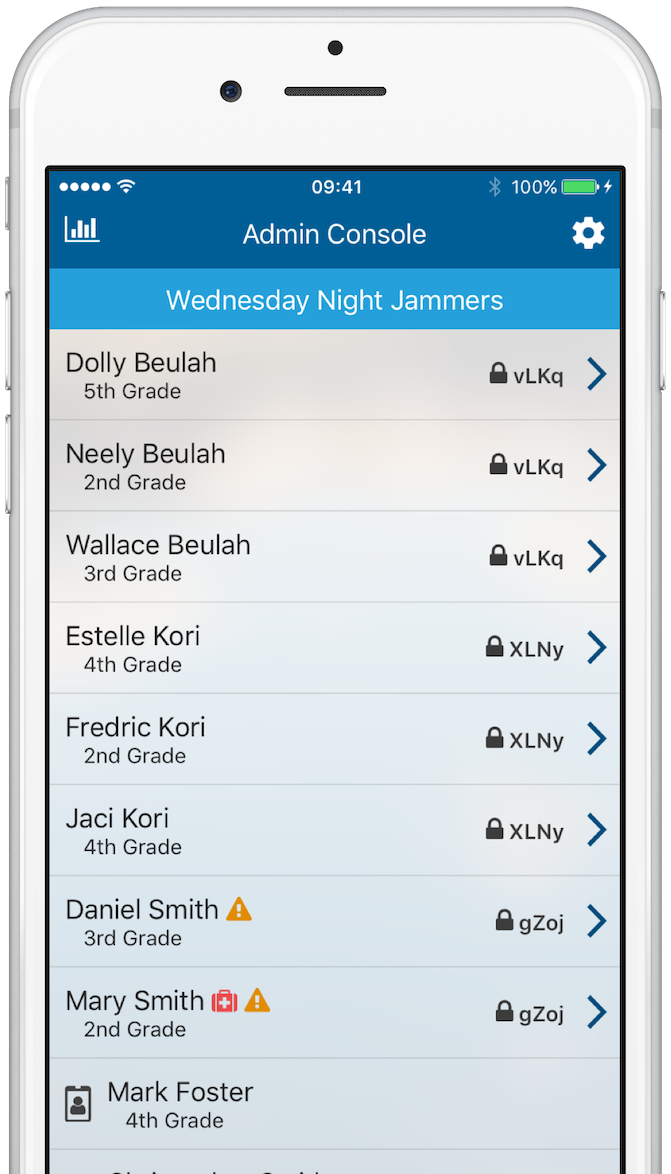 09:41
100%
Admin Console
Wednesday Night Jammers
Dolly Beulah
5th Grade
vLKq
Neely Beulah
2nd Grade
vLKq
Wallace Beulah
3rd Grade
vLKq
Estelle Kori
4th Grade
XLNy
Fredric Kori
2nd Grade
XLNy
Jaci Kori
4th Grade
XLNy
Daniel Smith
3rd Grade
gZoj
Mary Smith
2nd Grade
gZoj
Mark Foster
4th Grade